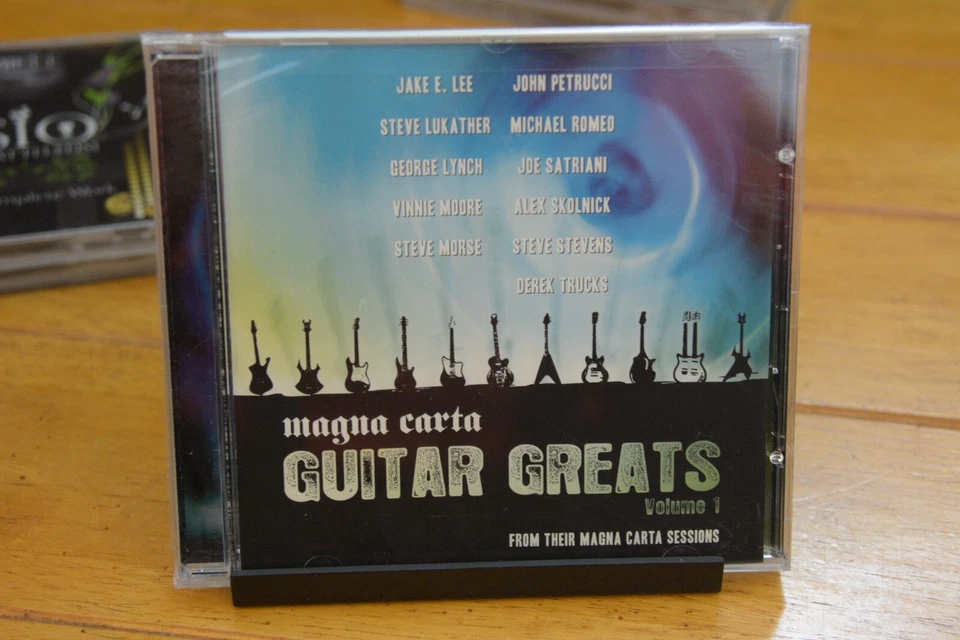 JAKE E. LEE JOHN PETRUCCI
STEVE LUKATHER MICHAEL ROMEO
GEORGE LYNCH JOE SATRIANI
VINNIE MOORE ALEX SKOLNICK
STEVE MORSE STEVE STEVENS
DEREK TRUCKS
magna carta
GUITAR GREATS
Volume 1
FROM THEIR MAGNA CARTA SESSIONS